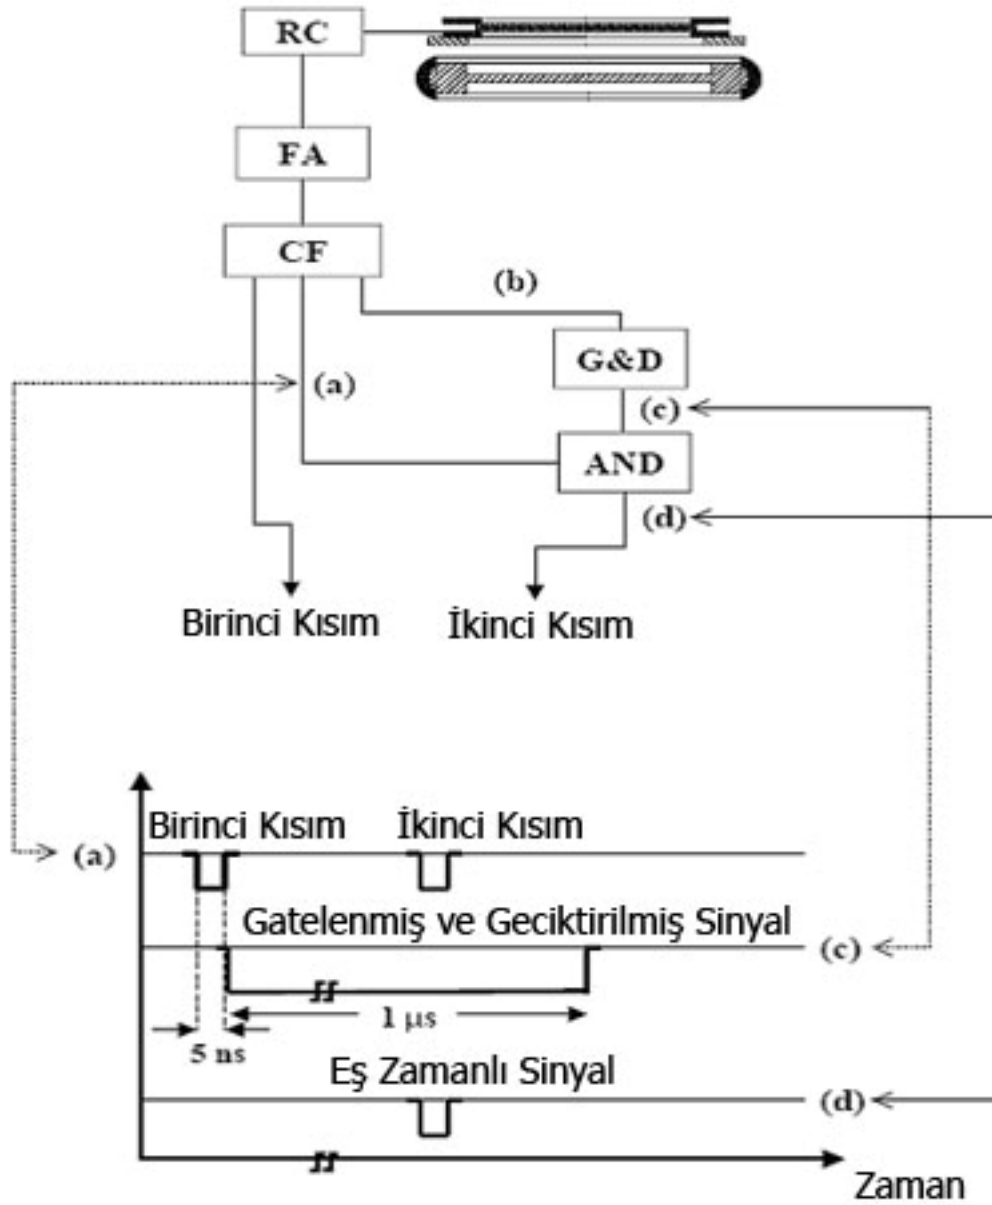 RC
FA
CF
(b)
G&D
(a)
(c)
AND
(d)
Birinci Kısım
İkinci Kısım
Birinci Kısım
İkinci Kısım
(a)
Gatelenmiş ve Geciktirilmiş Sinyal
(c)
1 µs
5 ns
Eş Zamanlı Sinyal
(d)
Zaman